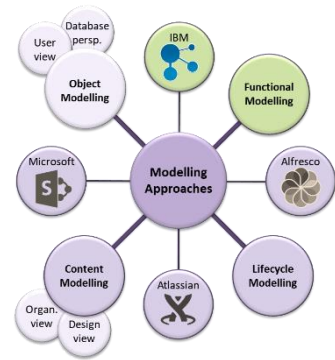 Database
persp.
User
view
IBM
Object
Modelling
Functional
Modelling
Microsoft
S
Modelling
Approaches
Alfresco
Content
Modelling
Atlassian
Lifecycle
Modelling
Organ.
view
Design
view